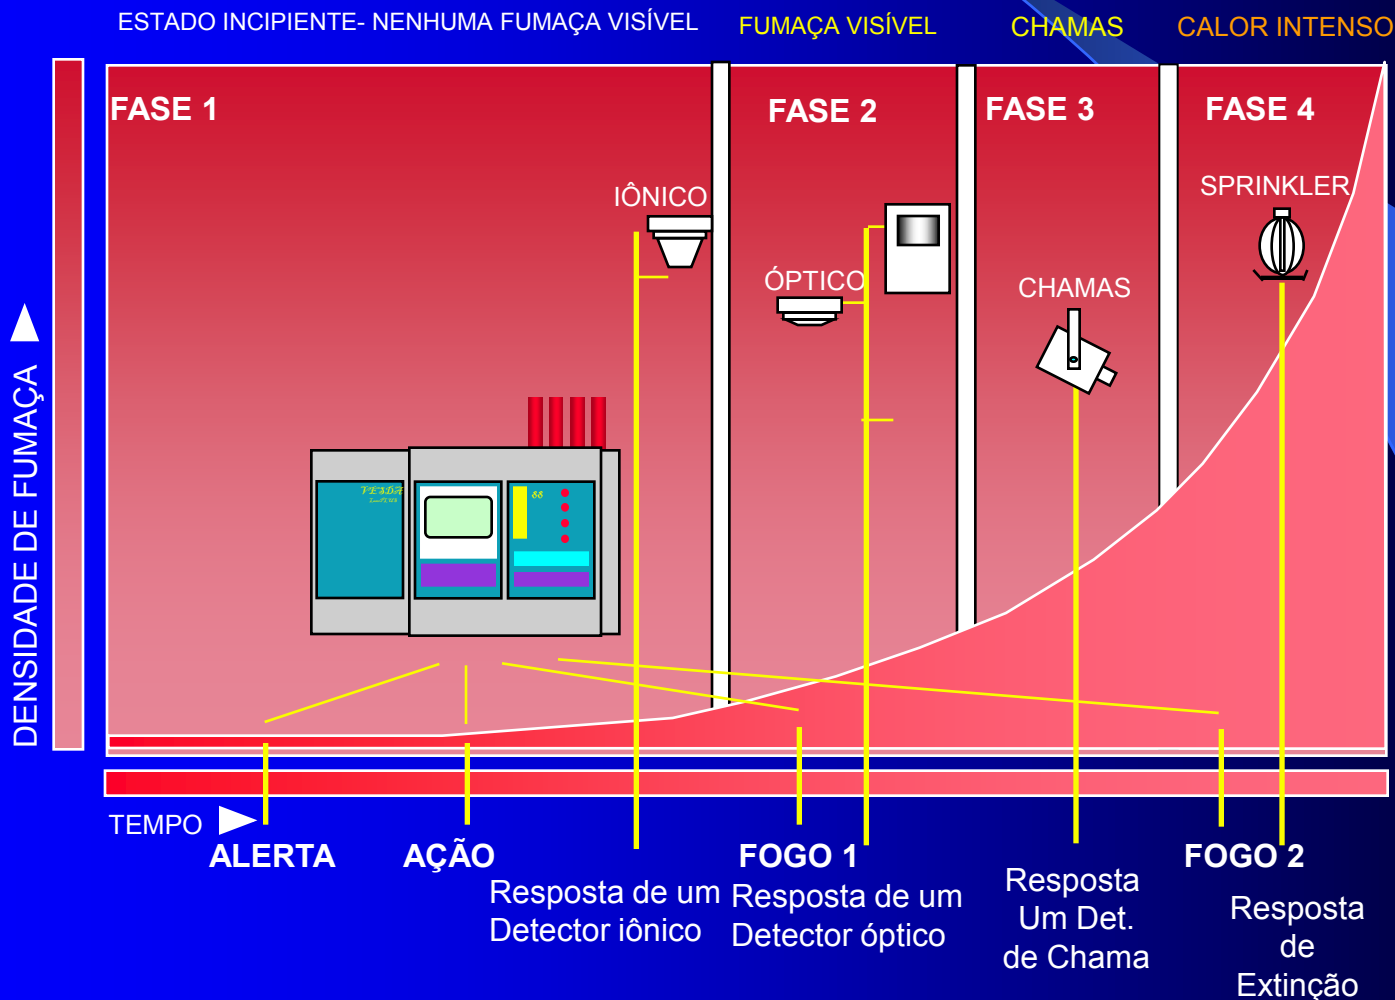 ESTADO INCIPIENTE- NENHUMA FUMAÇA VISÍVEL
FUMAÇA VISÍVEL
CHAMAS
CALOR INTENSO
FASE 1
FASE 2
FASE 3
FASE 4
IÔNICO
SPRINKLER
ÓPTICO
CHAMAS
DENSIDADE DE FUMAÇA
VESDA
88
TEMPO
ALERTA
AÇÃO
FOGO 1
FOGO 2
Resposta de um
Detector iônico
Resposta de um
Detector óptico
Resposta
Um Det.
de Chama
Resposta
de
Extinção